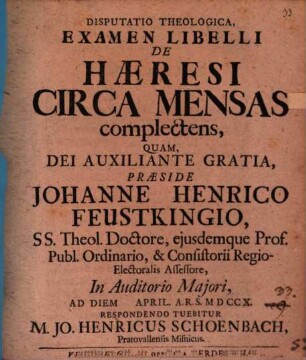 DISPUTATIO THEOLOGICA,
EXAMEN LIBELLI
DE
HÆRESI
CIRCA MENSAS
complectens,
QUAM,
DEI AUXILIANTE GRATIA,
PRÆSIDE
JOHANNE HENRICO
FEUSTKINGIO,
SS. Theol. Doctore, ejusdemque Prof.
Publ. Ordinario, & Consistorii Regio-
Electoralis Assessore,
In Auditorio Majori,
AD DIEM APRIL. A.R.S. MDCCX.
RESPONDENDO TUEBITUR
M. JO. HENRICUS SCHOENBACH,
Pratovallensis Misnicus.